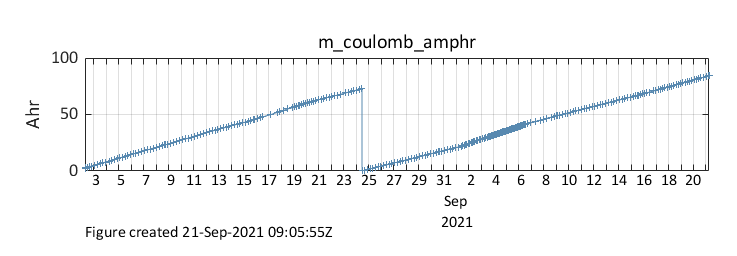 m_coulomb_amphr
100
50
0
Ahr
3 5 7 9 11 13 15 17 19 21 23 25 27 29 31 2 4 6 8 10 12 14 16 18 20
Sep
2021
Figure created 21-Sep-2021 09:05:55Z